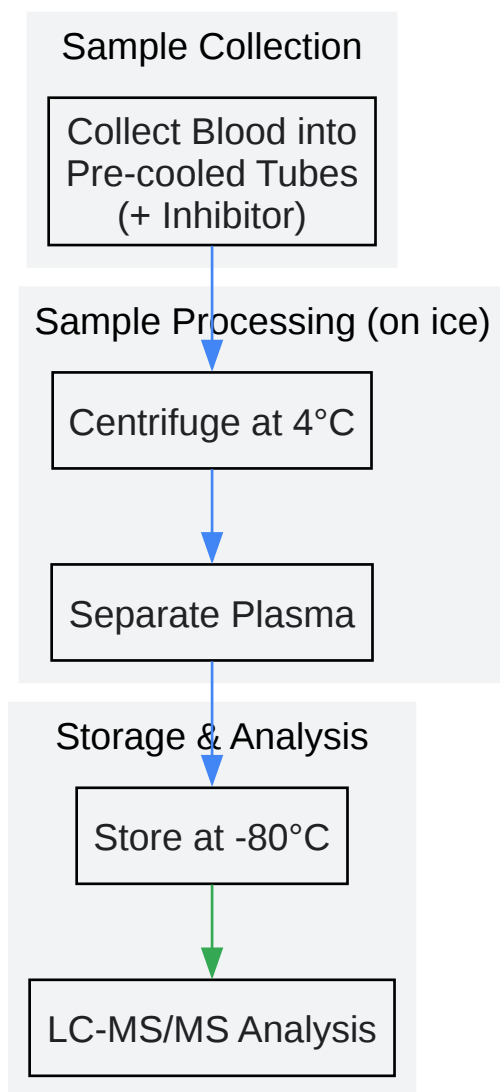 Sample Collection
Collect Blood into
Pre-cooled Tubes
(+ Inhibitor)
Sample Processing (on ice)
Centrifuge at 4°C
Separate Plasma
Storage & Analysis
Store at -80°C
LC-MS/MS Analysis